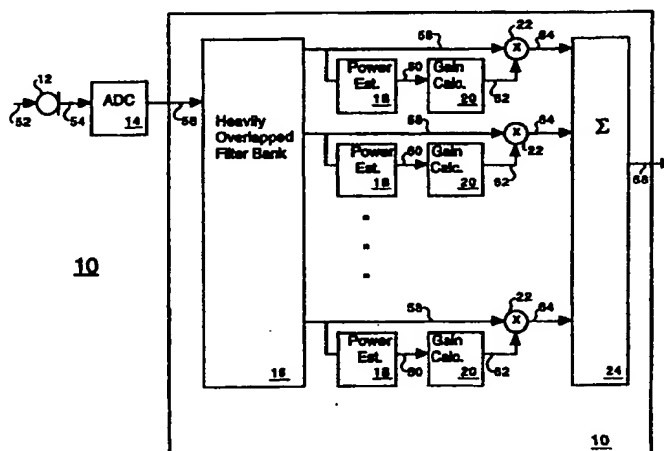 58
22
64
12
ADC
14
52
54
56
Heavily
Overlapped
Filter Bank
Power
Est.
18
60
Gain
Calc.
20
62
58
22
64
Power
Est.
18
60
Gain
Calc.
20
62
Σ
68
10
58
22
64
Power
Est.
18
60
Gain
Calc.
20
62
16
24
10